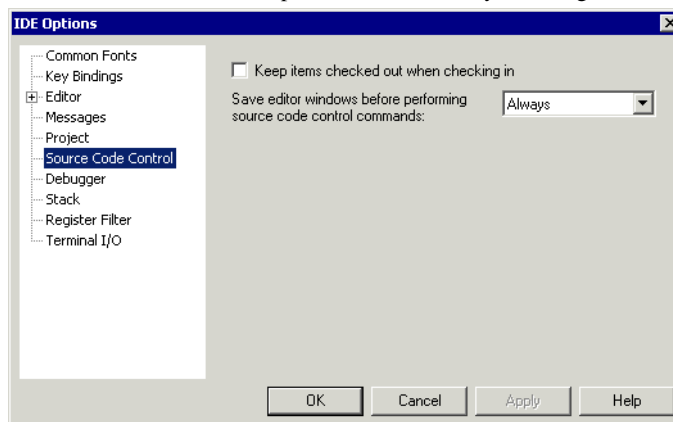 IDE Options
Common Fonts
Key Bindings
Editor
Messages
Project
Source Code Control
Debugger
Stack
Register Filter
Terminal I/O
Keep items checked out when checking in
Save editor windows before performing
source code control commands:
Always
OK
Cancel
Apply
Help